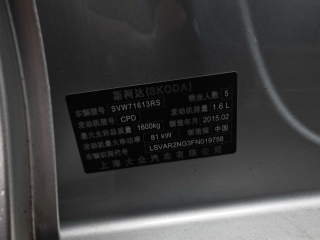 斯柯达(SKODA)
车辆型号 SVW71613RS 乘坐人数 5
发动机型号 CPD 发动机排量 1.6 L
最大允许总质量 1600kg 制造年月 2015.02
发动机最大净功率 81 kW 制造国 中国
车辆识别代号 LSVAR2NG3FN019758
上海大众汽车有限公司